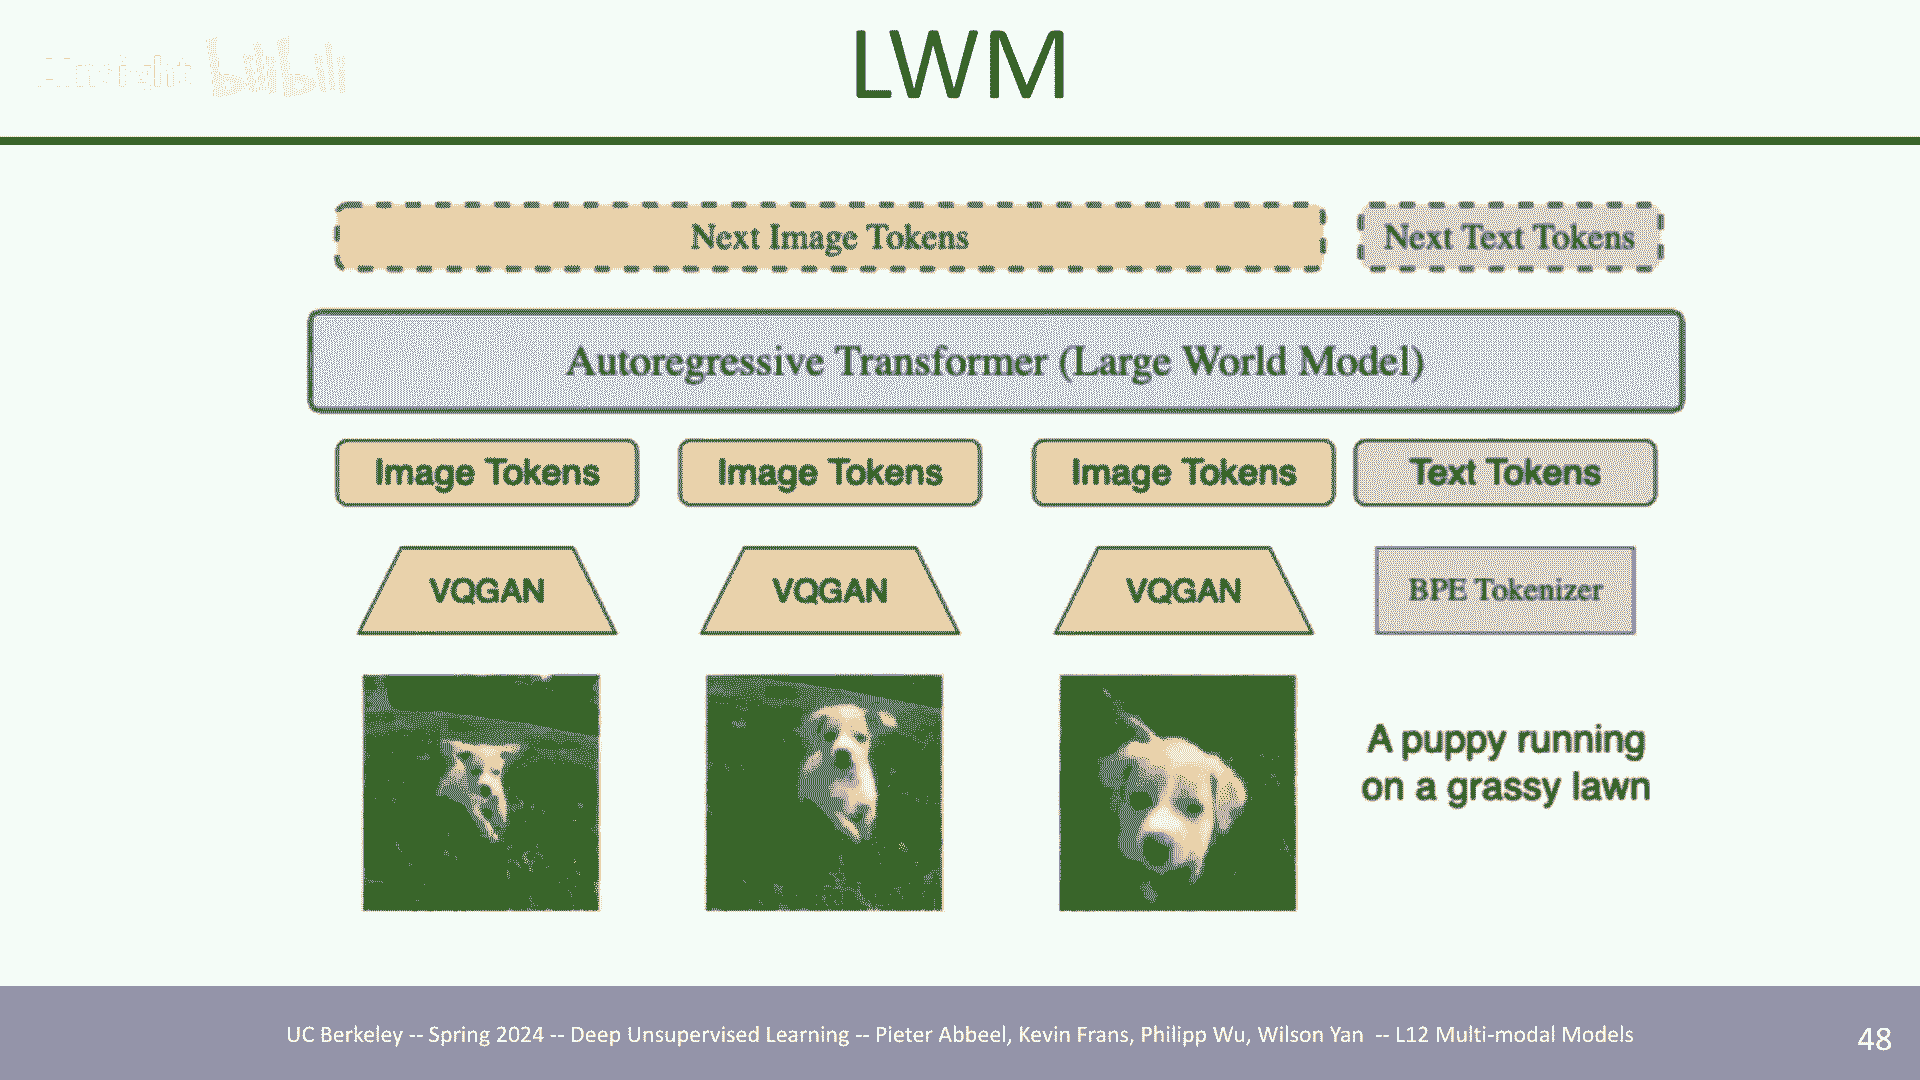 LWM
Next Image Tokens
Next Text Tokens
Autoregressive Transformer (Large World Model)
Image Tokens
Image Tokens
Image Tokens
Text Tokens
VQGAN
VQGAN
VQGAN
BPE Tokenizer
A puppy running
on a grassy lawn
UC Berkeley -- Spring 2024 -- Deep Unsupervised Learning -- Pieter Abbeel, Kevin Frans, Philipp Wu, Wilson Yan -- L12 Multi-modal Models
48